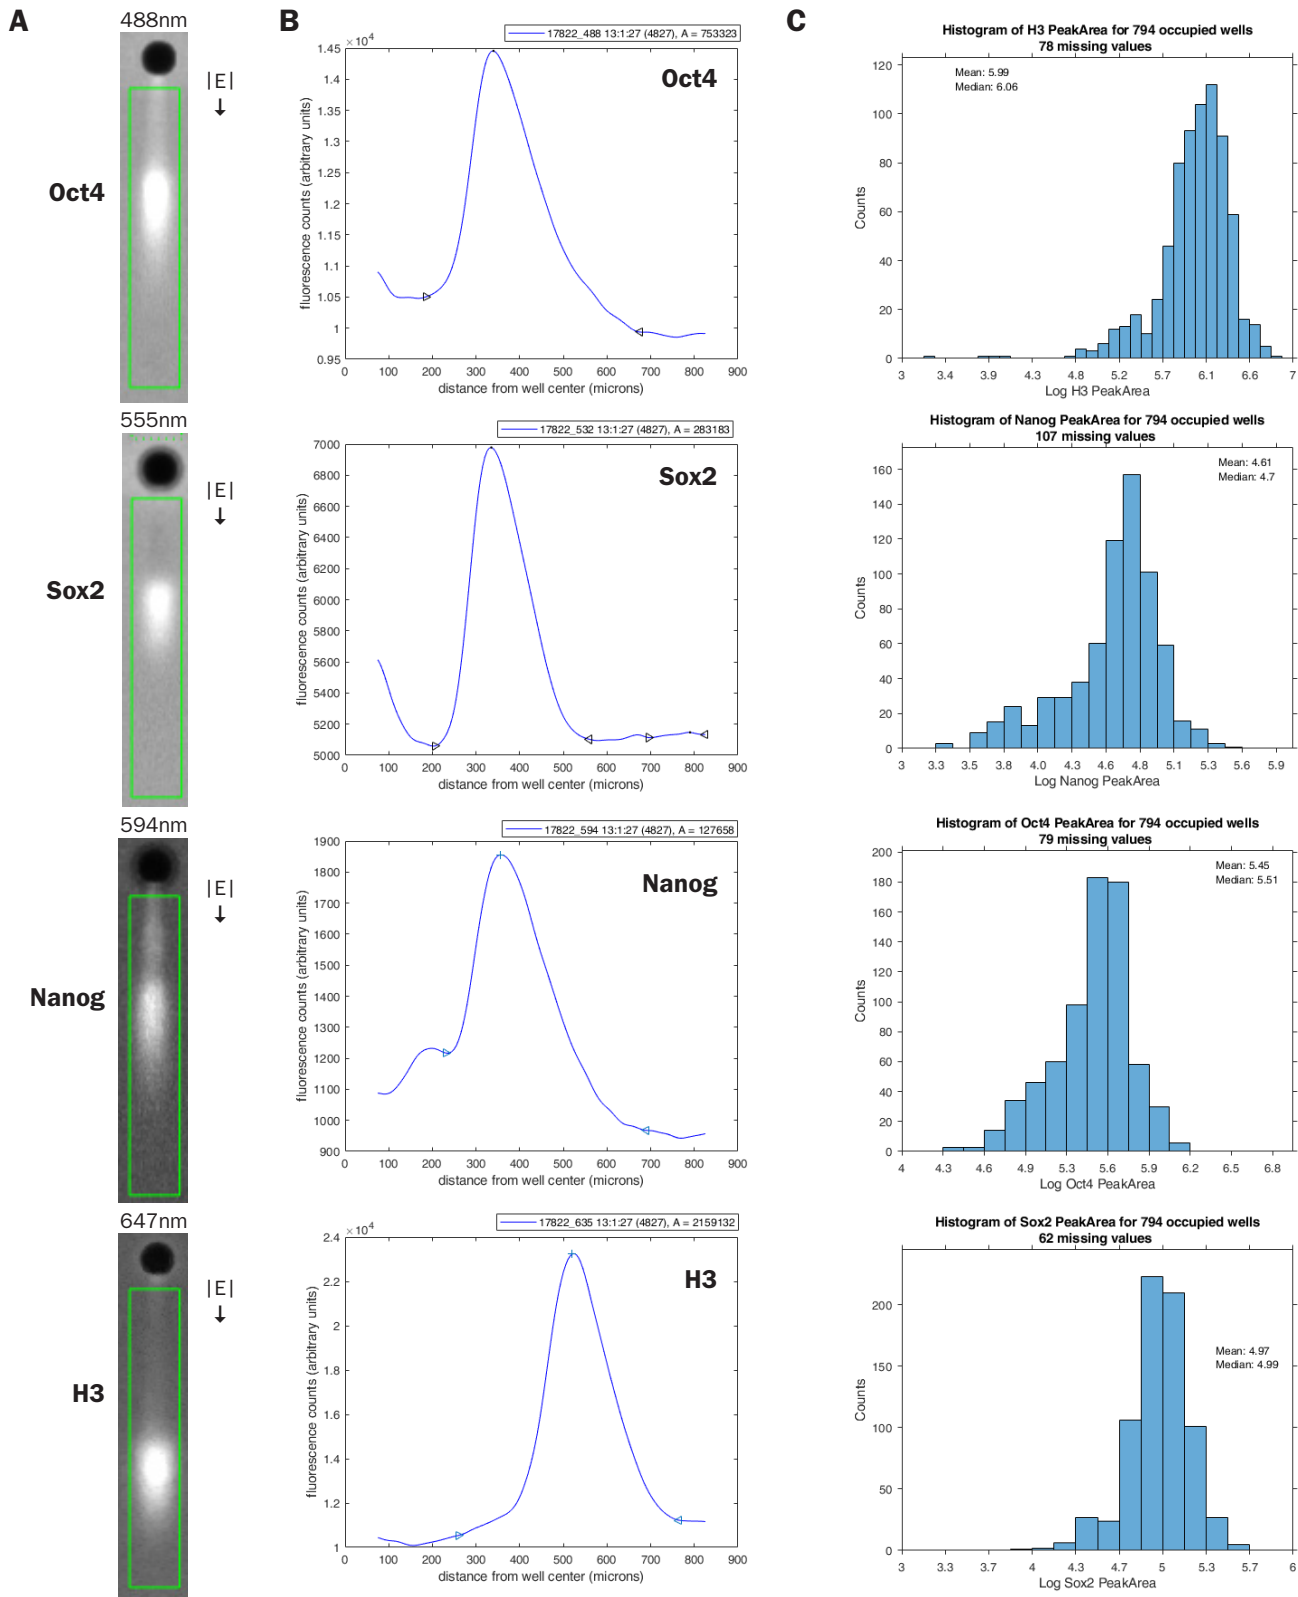 A
488nm
|E|
↓
Oct4
555nm
|E|
↓
Sox2
594nm
|E|
↓
Nanog
647nm
|E|
↓
H3
B
17822_488 13:1:27 (4827), A = 753323
Oct4
× 10⁴
1.45
1.4
1.35
1.3
1.25
1.2
1.15
1.1
1.05
1
0.95
fluorescence counts (arbitrary units)
0 100 200 300 400 500 600 700 800 900
distance from well center (microns)
17822_532 13:1:27 (4827), A = 283183
Sox2
7000
6800
6600
6400
6200
6000
5800
5600
5400
5200
5000
fluorescence counts (arbitrary units)
0 100 200 300 400 500 600 700 800 900
distance from well center (microns)
17822_594 13:1:27 (4827), A = 127658
Nanog
1900
1800
1700
1600
1500
1400
1300
1200
1100
1000
900
fluorescence counts (arbitrary units)
0 100 200 300 400 500 600 700 800 900
distance from well center (microns)
17822_635 13:1:27 (4827), A = 2159132
H3
× 10⁴
2.4
2.2
2
1.8
1.6
1.4
1.2
1
fluorescence counts (arbitrary units)
0 100 200 300 400 500 600 700 800 900
distance from well center (microns)
C
Histogram of H3 PeakArea for 794 occupied wells
78 missing values
Mean: 5.99
Median: 6.06
120
100
80
60
40
20
0
Counts
3 3.4 3.9 4.3 4.8 5.2 5.7 6.1 6.6 7
Log H3 PeakArea
Histogram of Nanog PeakArea for 794 occupied wells
107 missing values
Mean: 4.61
Median: 4.7
160
140
120
100
80
60
40
20
0
Counts
3 3.3 3.5 3.8 4.0 4.3 4.6 4.8 5.1 5.3 5.6 5.9
Log Nanog PeakArea
Histogram of Oct4 PeakArea for 794 occupied wells
79 missing values
Mean: 5.45
Median: 5.51
200
180
160
140
120
100
80
60
40
20
0
Counts
4 4.3 4.6 4.9 5.3 5.6 5.9 6.2 6.5 6.8
Log Oct4 PeakArea
Histogram of Sox2 PeakArea for 794 occupied wells
62 missing values
Mean: 4.97
Median: 4.99
200
150
100
50
0
Counts
3 3.3 3.7 4 4.3 4.7 5 5.3 5.7 6
Log Sox2 PeakArea